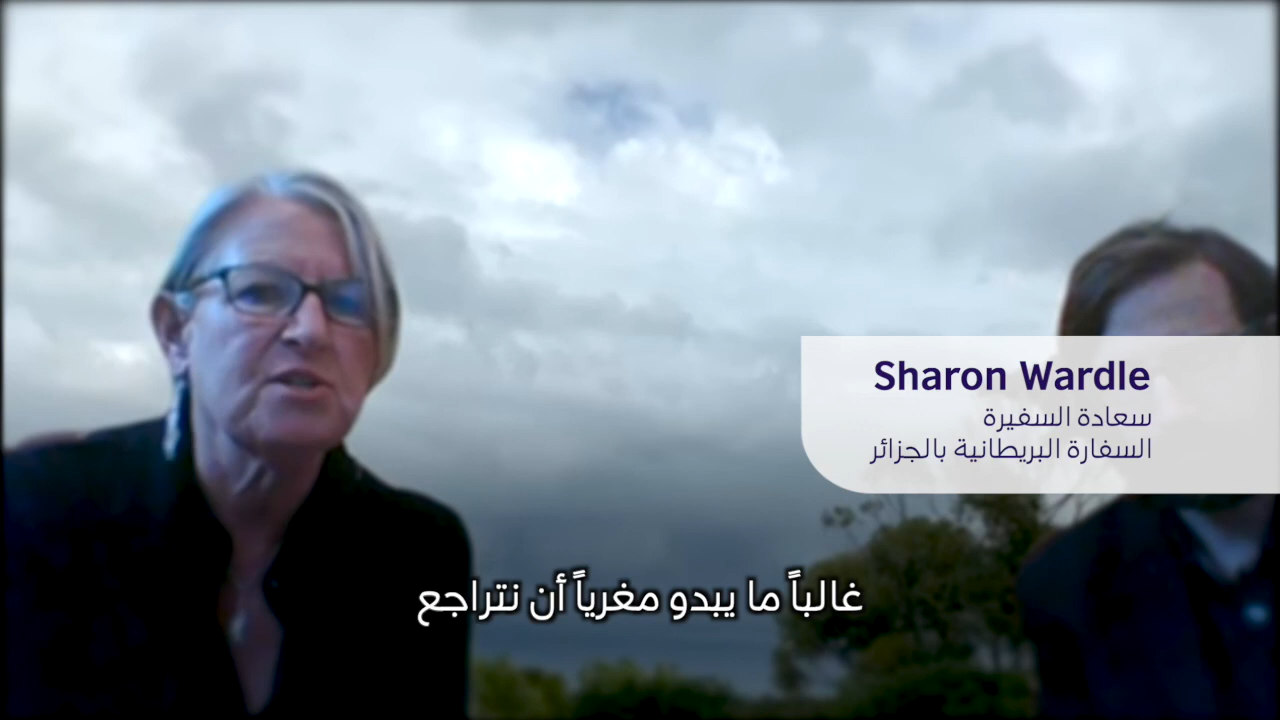 Sharon Wardle
سعادة السفيرة
السفارة البريطانية بالجزائر
غالباً ما يبدو مغرياً أن نتراجع